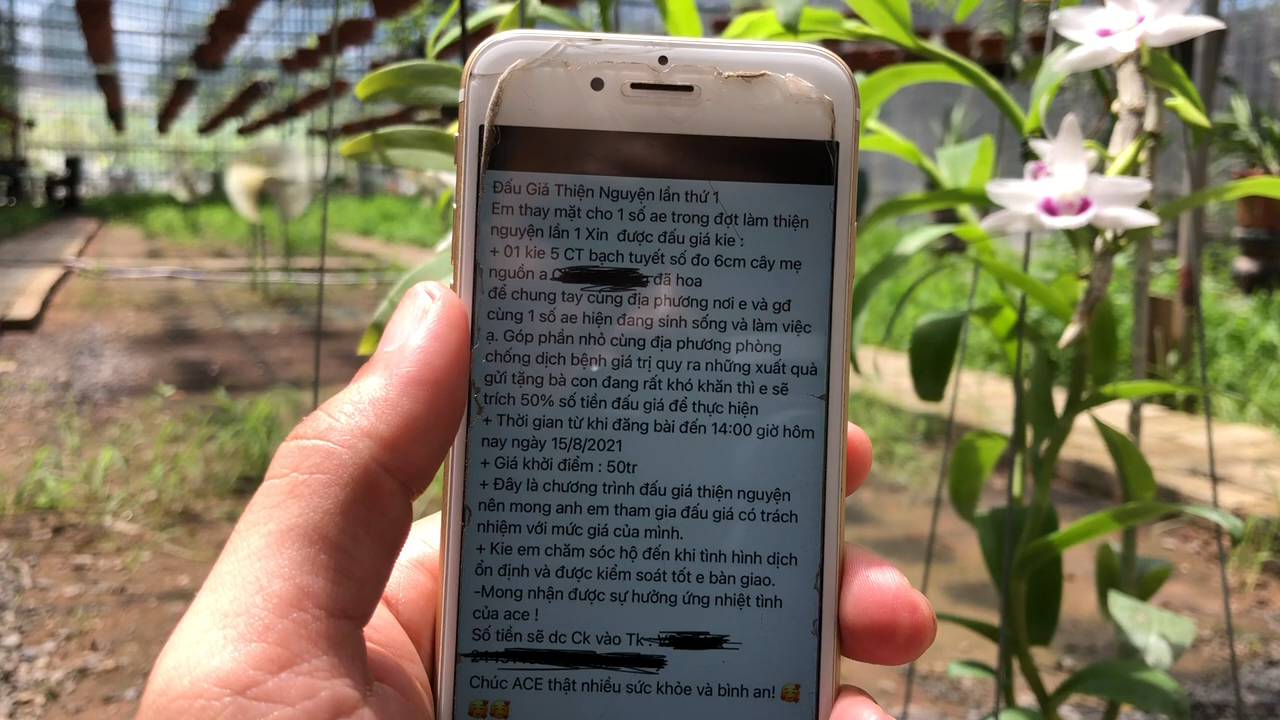 Đấu Giá Thiện Nguyện lần thứ 1
Em thay mặt cho 1 số ae trong đợt làm thiện
nguyện lần 1 Xin được đấu giá kie :
+ 01 kie 5 CT bạch tuyết số đo 6cm cây mẹ
nguồn a đã hoa
để chung tay cùng địa phương nơi e và gđ
cùng 1 số ae hiện đang sinh sống và làm việc
ạ. Góp phần nhỏ cùng địa phương phòng
chống dịch bệnh giá trị quy ra những xuất quà
gửi tặng bà con đang rất khó khăn thì e sẽ
trích 50% số tiền đấu giá để thực hiện
+ Thời gian từ khi đăng bài đến 14:00 giờ hôm
nay ngày 15/8/2021
+ Giá khởi điểm : 50tr
+ Đây là chương trình đấu giá thiện nguyện
nên mong anh em tham gia đấu giá có trách
nhiệm với mức giá của mình.
+ Kie em chăm sóc hộ đến khi tình hình dịch
ổn định và được kiểm soát tốt e bàn giao.
-Mong nhận được sự hưởng ứng nhiệt tình
của ace !
Số tiền sẽ dc Ck vào Tk :
Chúc ACE thật nhiều sức khỏe và bình an! 🥰
🥰🥰